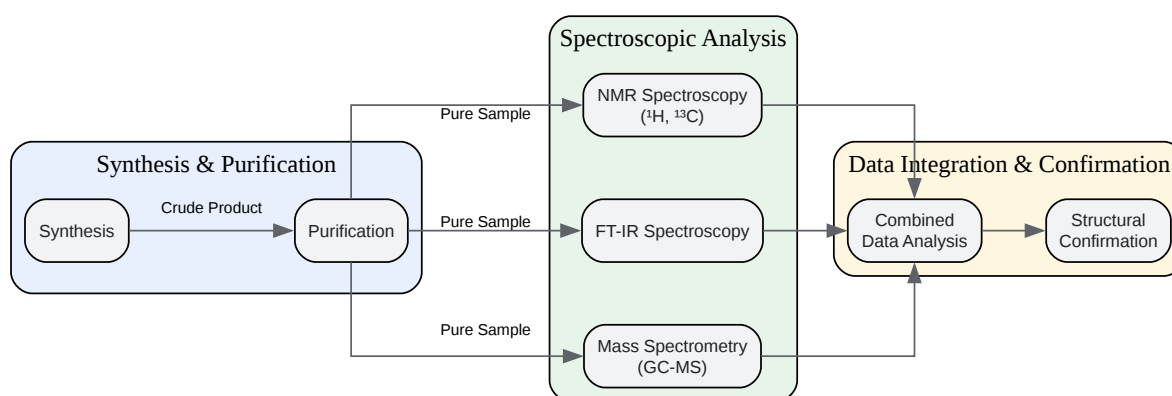 Spectroscopic Analysis
NMR Spectroscopy
(¹H, ¹³C)
Pure Sample
Synthesis & Purification
Data Integration & Confirmation
Crude Product
Synthesis
Purification
Pure Sample
FT-IR Spectroscopy
Combined
Data Analysis
Structural
Confirmation
Pure Sample
Mass Spectrometry
(GC-MS)